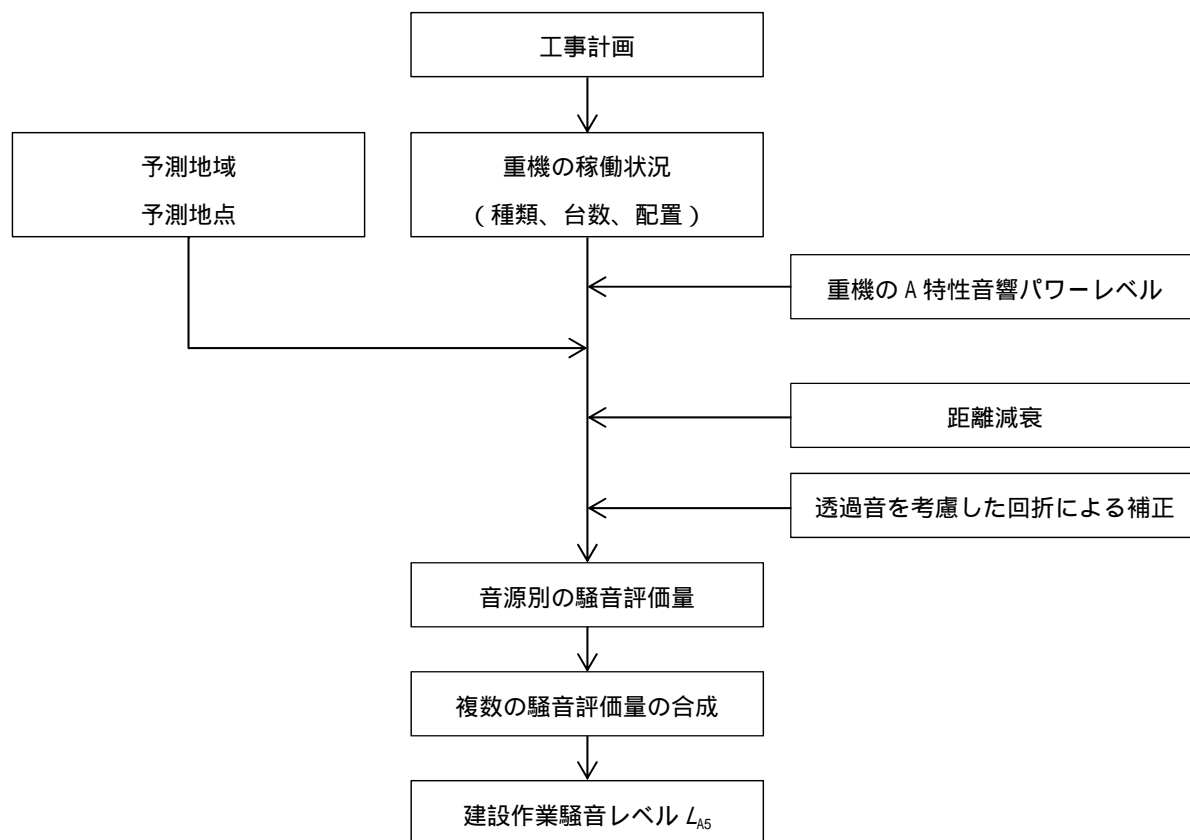 工事計画
予測地域
予測地点
重機の稼働状況
(種類、台数、配置)
重機のA特性音響パワーレベル
距離減衰
透過音を考慮した回折による補正
音源別の騒音評価量
複数の騒音評価量の合成
建設作業騒音レベル LA5